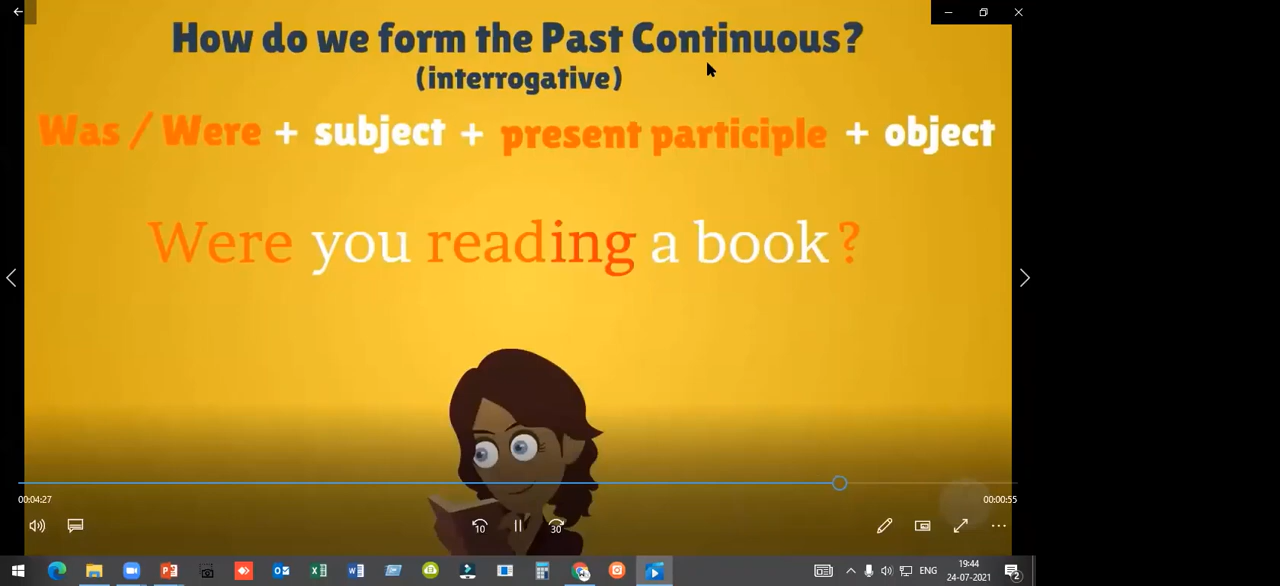 How do we form the Past Continuous?
(interrogative)
Was / Were + subject + present participle + object
Were you reading a book?
00:04:27
00:00:55
10
30
19:44
ENG
24-07-2021
2